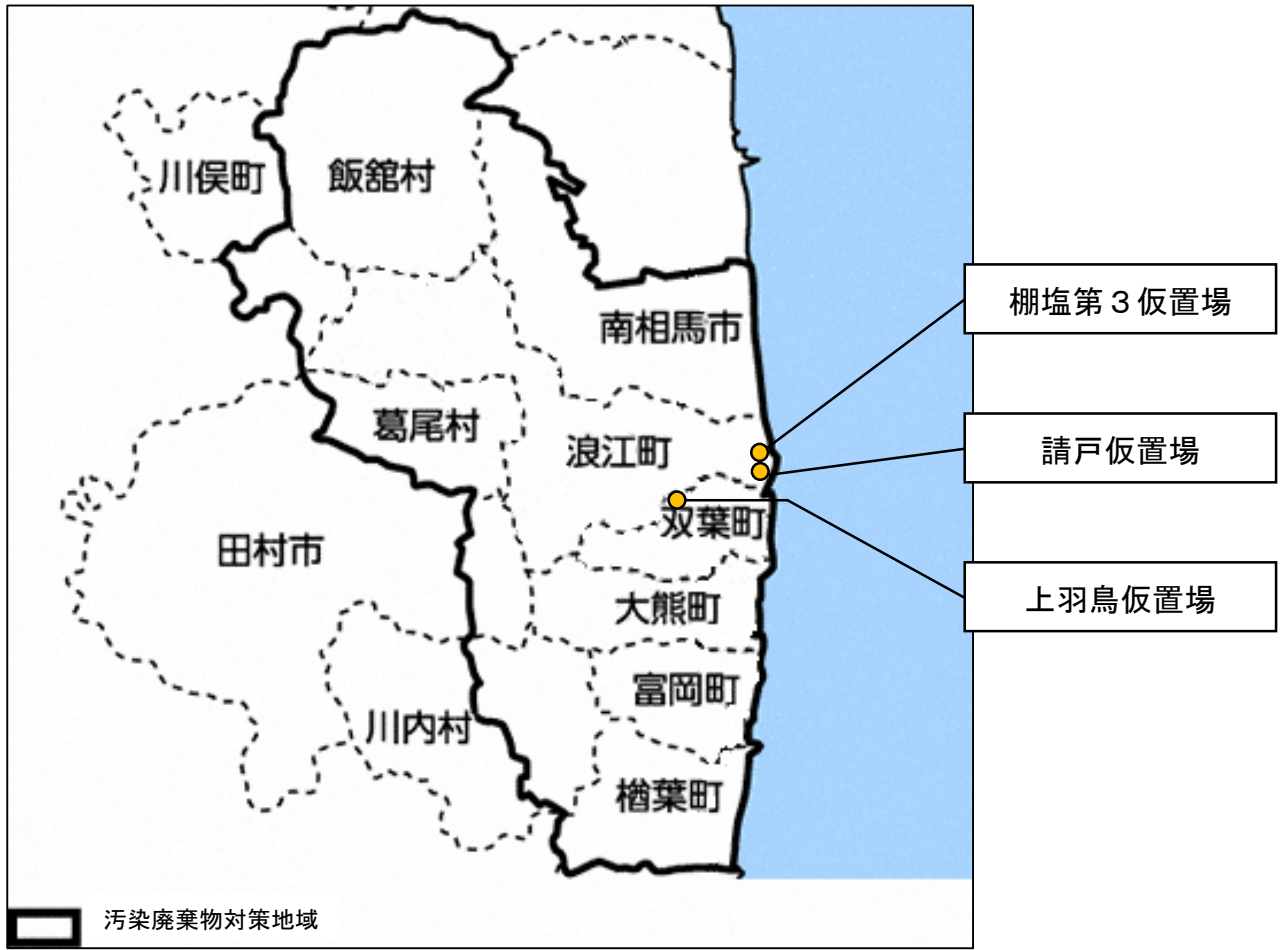 川俣町
飯舘村
南相馬市
葛尾村
浪江町
双葉町
田村市
大熊町
富岡町
川内村
楢葉町
棚塩第3仮置場
請戸仮置場
上羽鳥仮置場
汚染廃棄物対策地域